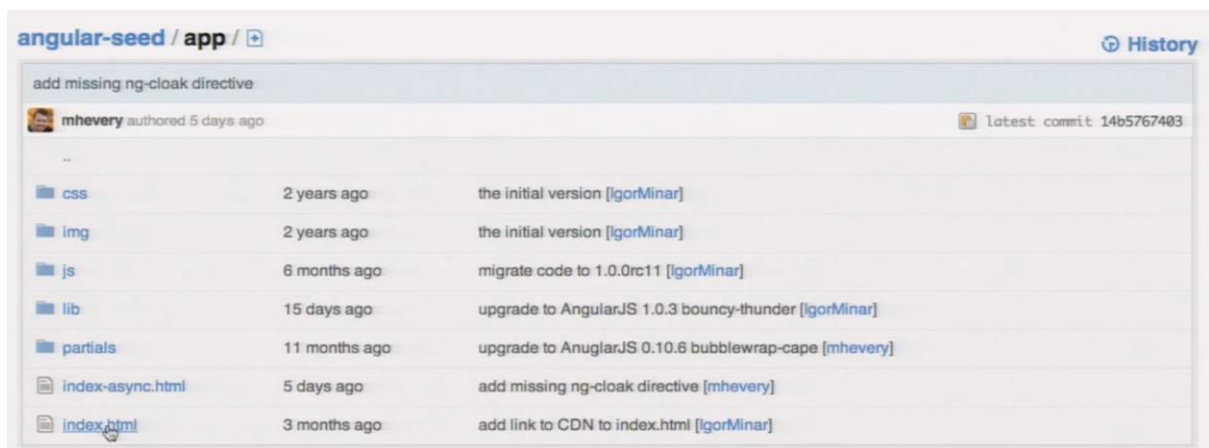 angular-seed / app /
History
add missing ng-cloak directive
mhevery authored 5 days ago
latest commit 14b5767403
..
css 2 years ago the initial version [IgorMinar]
img 2 years ago the initial version [IgorMinar]
js 6 months ago migrate code to 1.0.0rc11 [IgorMinar]
lib 15 days ago upgrade to AngularJS 1.0.3 bouncy-thunder [IgorMinar]
partials 11 months ago upgrade to AnuglarJS 0.10.6 bubblewrap-cape [mhevery]
index-async.html 5 days ago add missing ng-cloak directive [mhevery]
index.html 3 months ago add link to CDN to index.html [IgorMinar]